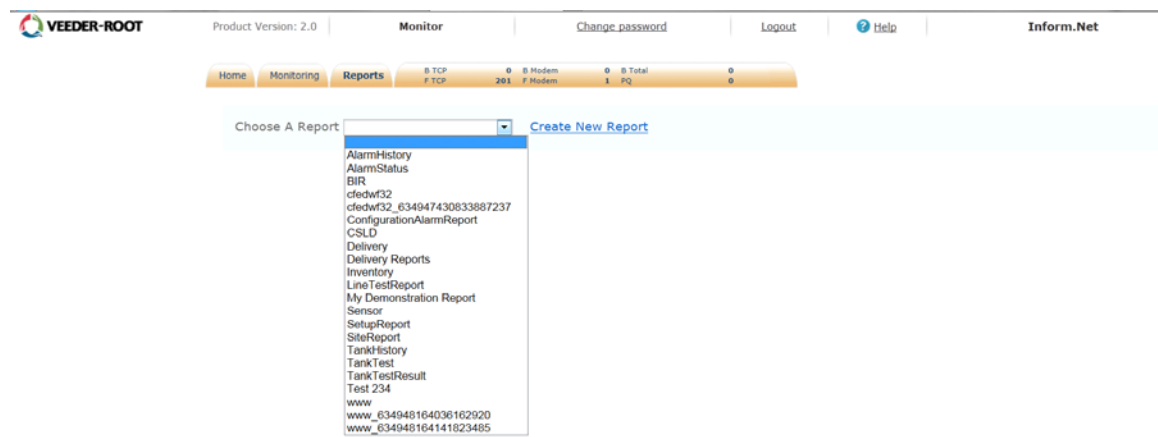 VEEDER-ROOT Product Version: 2.0 Monitor Change password Logout ? Help Inform.Net
Home Monitoring Reports B TCP 0 B Modem 0 B Total 0
F TCP 201 F Modem 1 PQ 0
Choose A Report Create New Report
AlarmHistory
AlarmStatus
BIR
cfedwf32
cfedwf32_634947430833887237
ConfigurationAlarmReport
CSLD
Delivery
Delivery Reports
Inventory
LineTestReport
My Demonstration Report
Sensor
SetupReport
SiteReport
TankHistory
TankTest
TankTestResult
Test 234
www
www_634948164036162920
www_634948164141823485